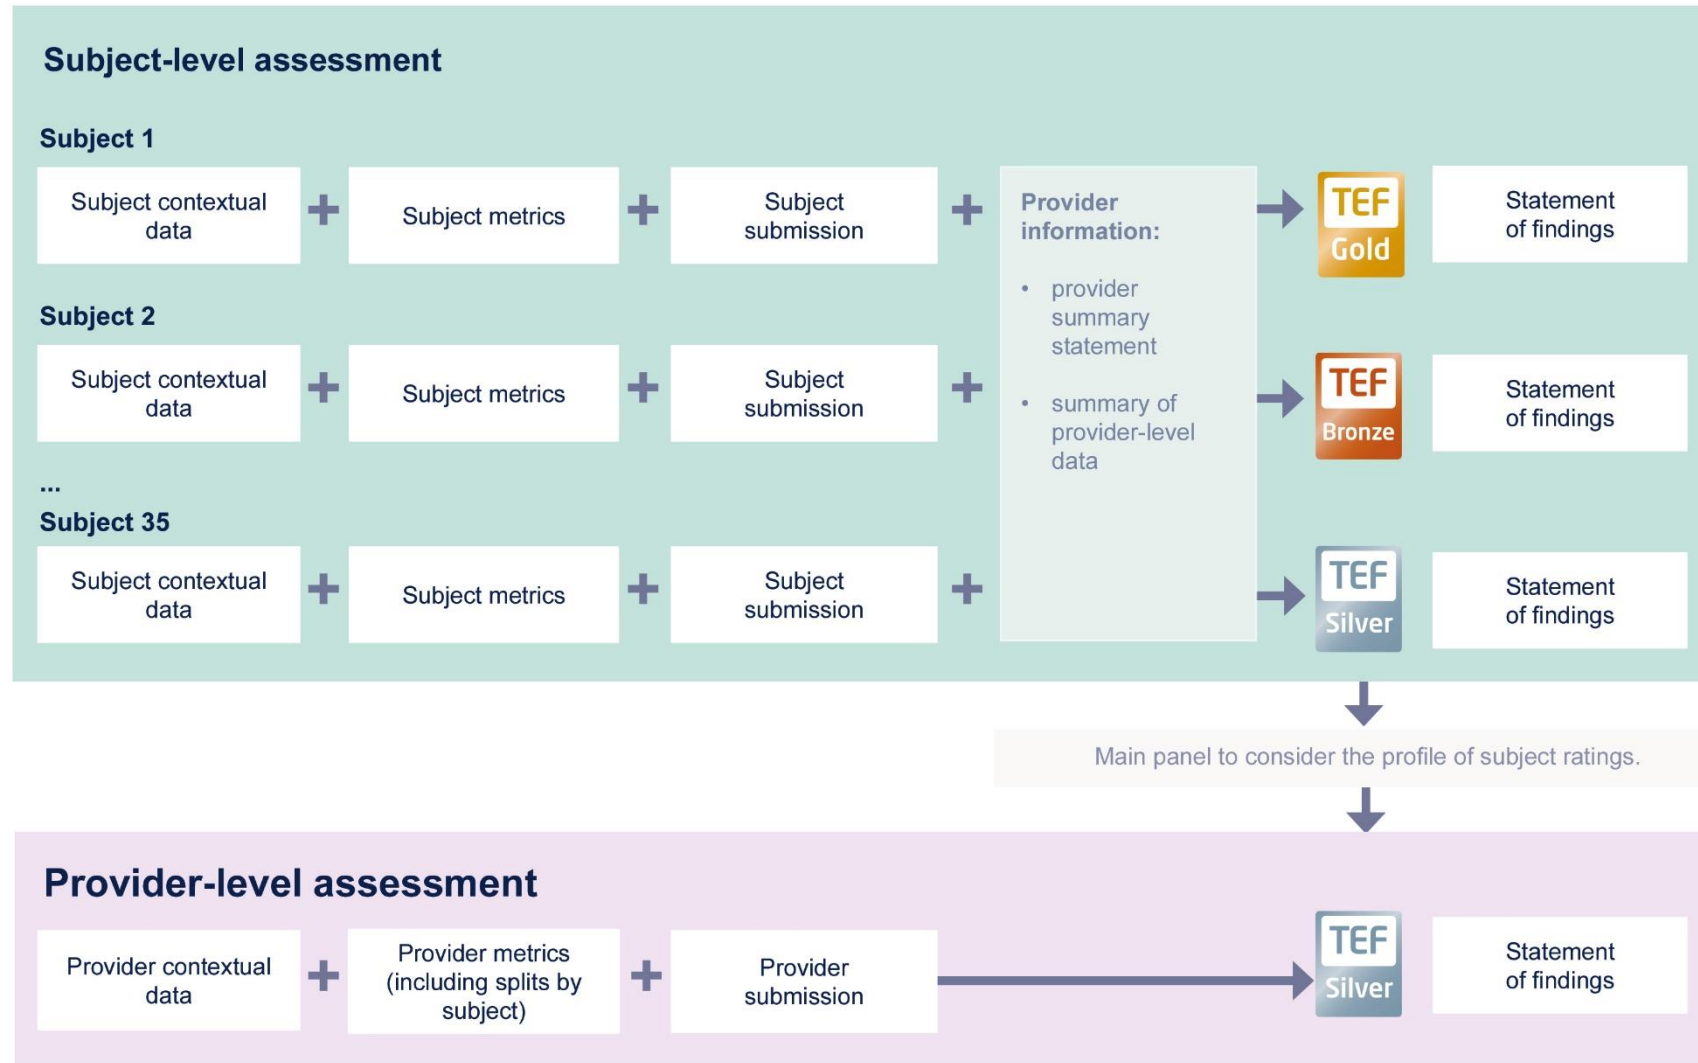 Subject-level assessment
Subject 1
Subject contextual
data
+
Subject metrics
+
Subject
submission
+
Provider
information:
• provider
summary
statement
• summary of
provider-level
data
TEF
Gold
Statement
of findings
Subject 2
Subject contextual
data
+
Subject metrics
+
Subject
submission
+
TEF
Bronze
Statement
of findings
...
Subject 35
Subject contextual
data
+
Subject metrics
+
Subject
submission
+
TEF
Silver
Statement
of findings
Main panel to consider the profile of subject ratings.
Provider-level assessment
Provider contextual
data
+
Provider metrics
(including splits by
subject)
+
Provider
submission
TEF
Silver
Statement
of findings